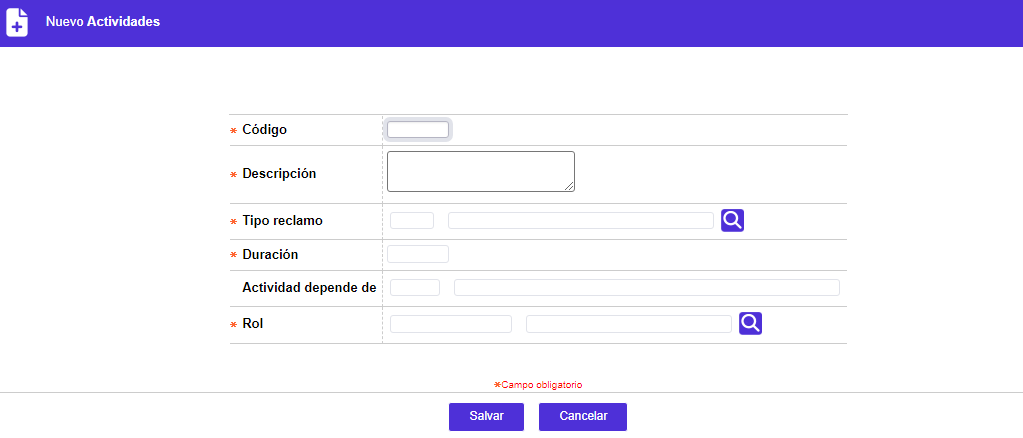 Nuevo Actividades
* Código
* Descripción
* Tipo reclamo
* Duración
Actividad depende de
* Rol
*Campo obligatorio
Salvar Cancelar